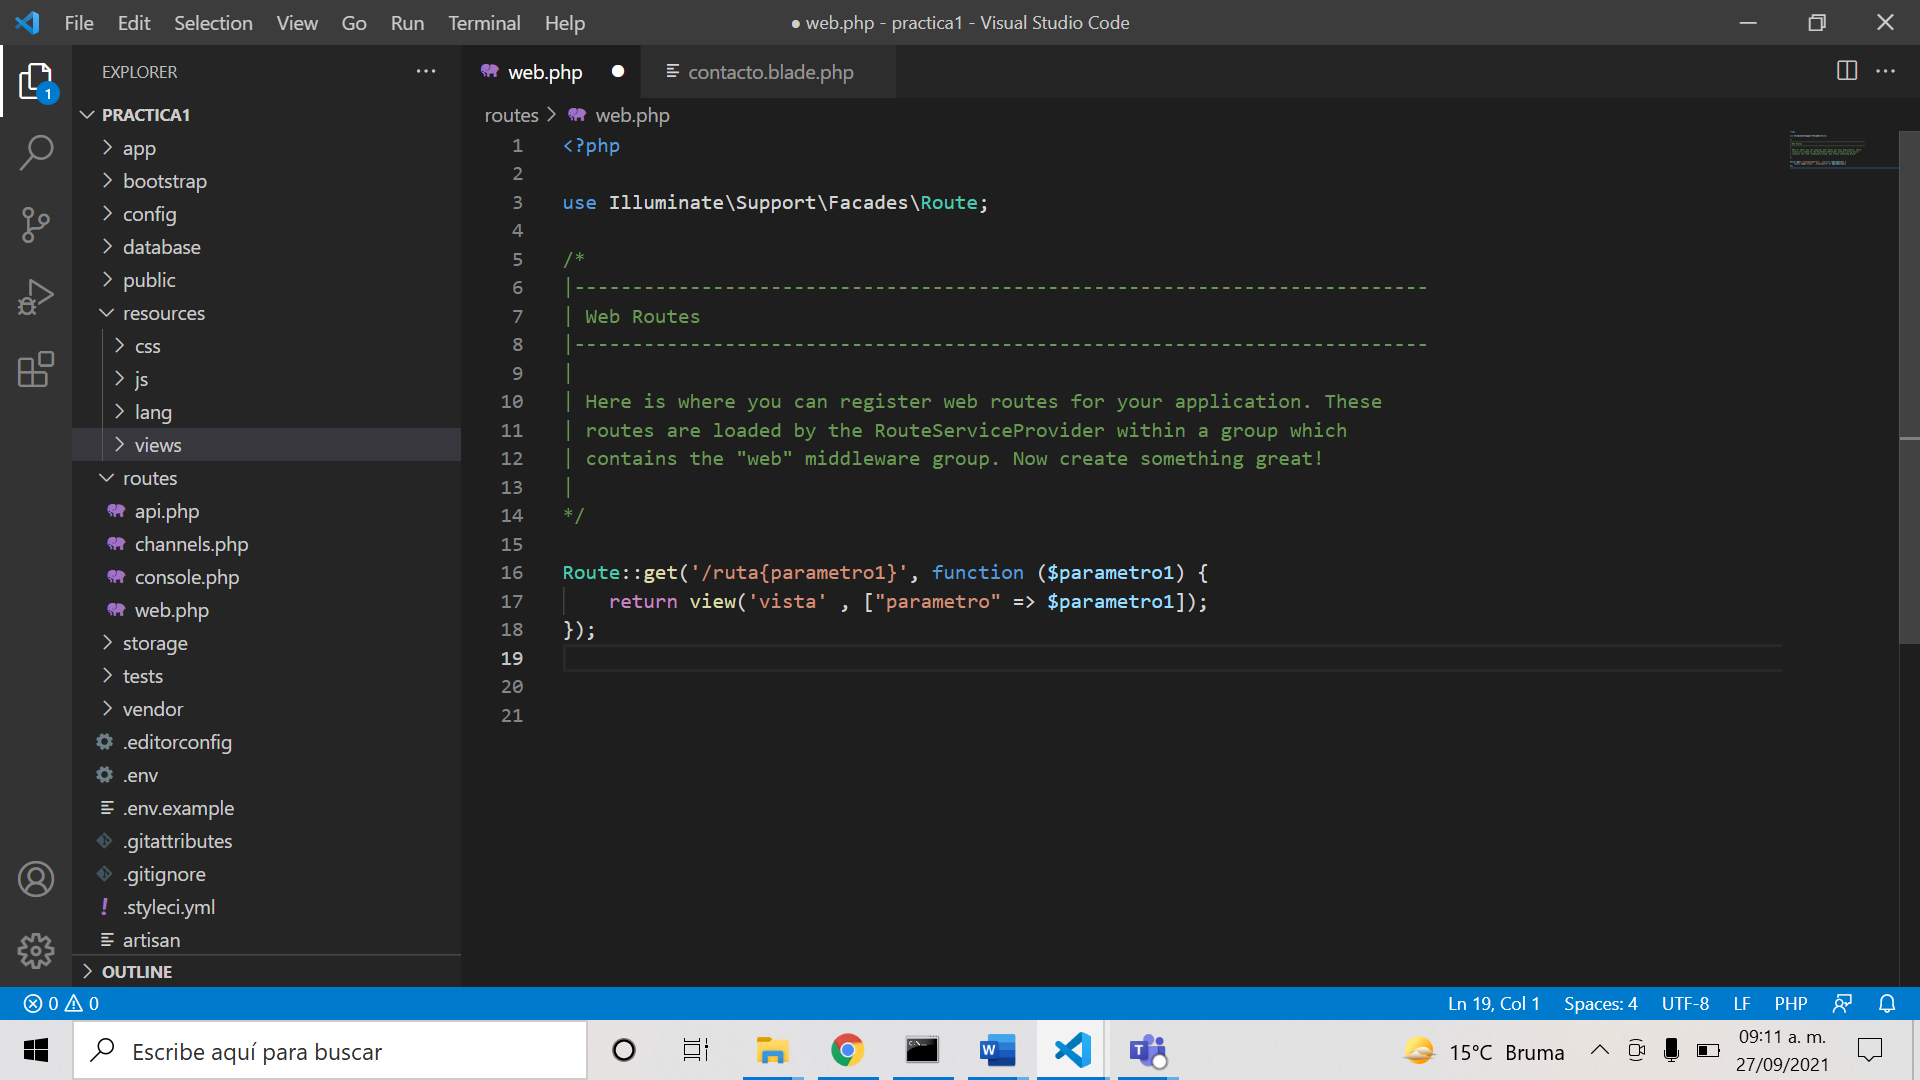 File Edit Selection View Go Run Terminal Help
● web.php - practica1 - Visual Studio Code
EXPLORER
1
PRACTICA1
app
bootstrap
config
database
public
resources
css
js
lang
views
routes
api.php
channels.php
console.php
web.php
storage
tests
vendor
.editorconfig
.env
.env.example
.gitattributes
.gitignore
.styleci.yml
artisan
OUTLINE
web.php contacto.blade.php
routes > web.php
1 <?php
2
3 use Illuminate\Support\Facades\Route;
4
5 /*
6 |--------------------------------------------------------------------------
7 | Web Routes
8 |--------------------------------------------------------------------------
9 |
10 | Here is where you can register web routes for your application. These
11 | routes are loaded by the RouteServiceProvider within a group which
12 | contains the "web" middleware group. Now create something great!
13 |
14 */
15
16 Route::get('/ruta{parametro1}', function ($parametro1) {
17     return view('vista' , ["parametro" => $parametro1]);
18 });
19
20
21
0 0
Ln 19, Col 1 Spaces: 4 UTF-8 LF PHP
Escribe aquí para buscar
15°C Bruma
09:11 a. m.
27/09/2021